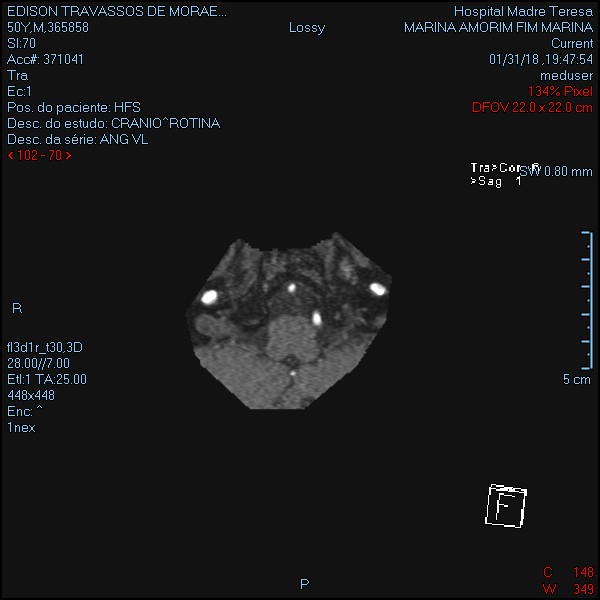 EDISON TRAVASSOS DE MORAE...
50Y,M,365858
SI:70
Acc#: 371041
Tra
Ec:1
Pos. do paciente: HFS
Desc. do estudo: CRANIO^ROTINA
Desc. da série: ANG VL
< 102 - 70 >
Lossy
Hospital Madre Teresa
MARINA AMORIM FIM MARINA
Current
01/31/18 ,19:47:54
meduser
134% Pixel
DFOV 22.0 x 22.0 cm
Tra>Cor
SW 0.80 mm
>Sag 1
R
fl3d1r_t30,3D
28.00//7.00
Etl:1 TA:25.00
448x448
Enc: ^
1nex
5 cm
F
P
C 148
W 349